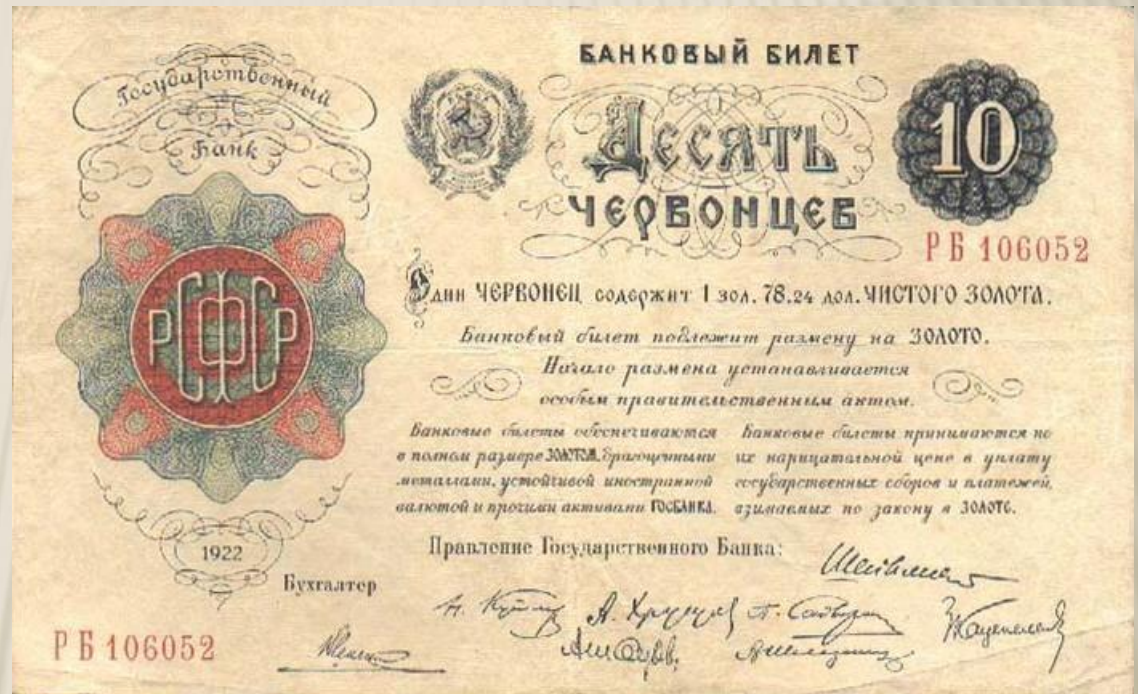 Государственный
Банк
РСФСР
1922
Бухгалтер
РБ 106052
БАНКОВЫЙ БИЛЕТ
ДЕСЯТЬ
ЧЕРВОНЦЕВ
10
РБ 106052
Один ЧЕРВОНЕЦ содержит 1 зол. 78.24 дол. ЧИСТОГО ЗОЛОТА.
Банковый билет подлежит размену на ЗОЛОТО.
Начало размена устанавливается
особым правительственным актом.
Банковые билеты обеспечиваются
в полном размере ЗОЛОТОМ, драгоценными
металлами, устойчивой иностранной
валютой и прочими активами ГОСБАНКА.
Банковые билеты принимаются по
их нарицательной цене в уплату
государственных сборов и платежей,
взимаемых по закону в ЗОЛОТЕ.
Правление Государственного Банка: